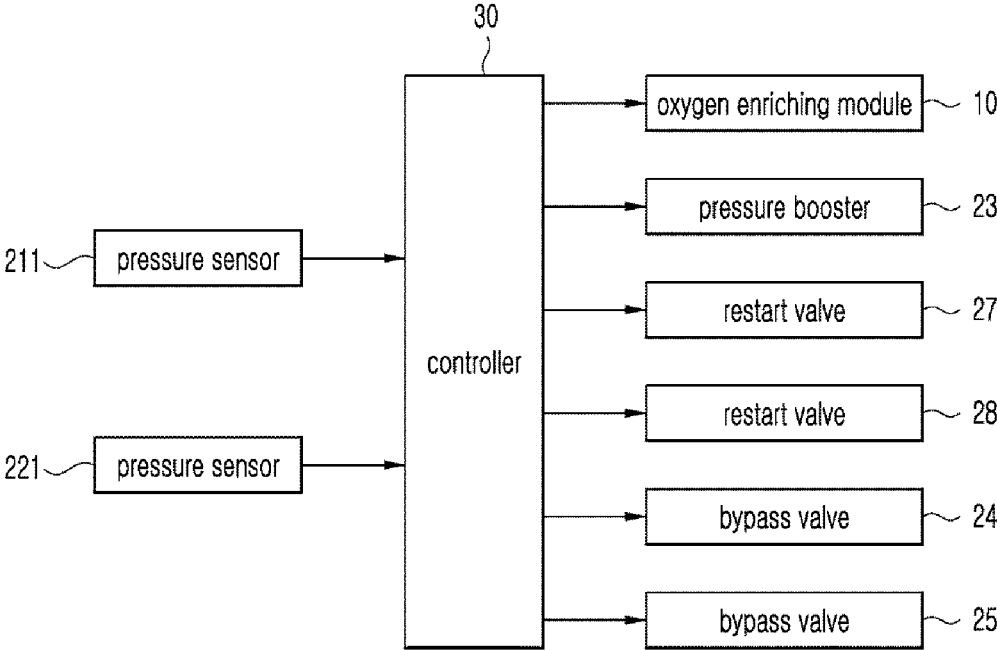 30
oxygen enriching module 10
pressure booster 23
211 pressure sensor
restart valve 27
controller
restart valve 28
221 pressure sensor
bypass valve 24
bypass valve 25